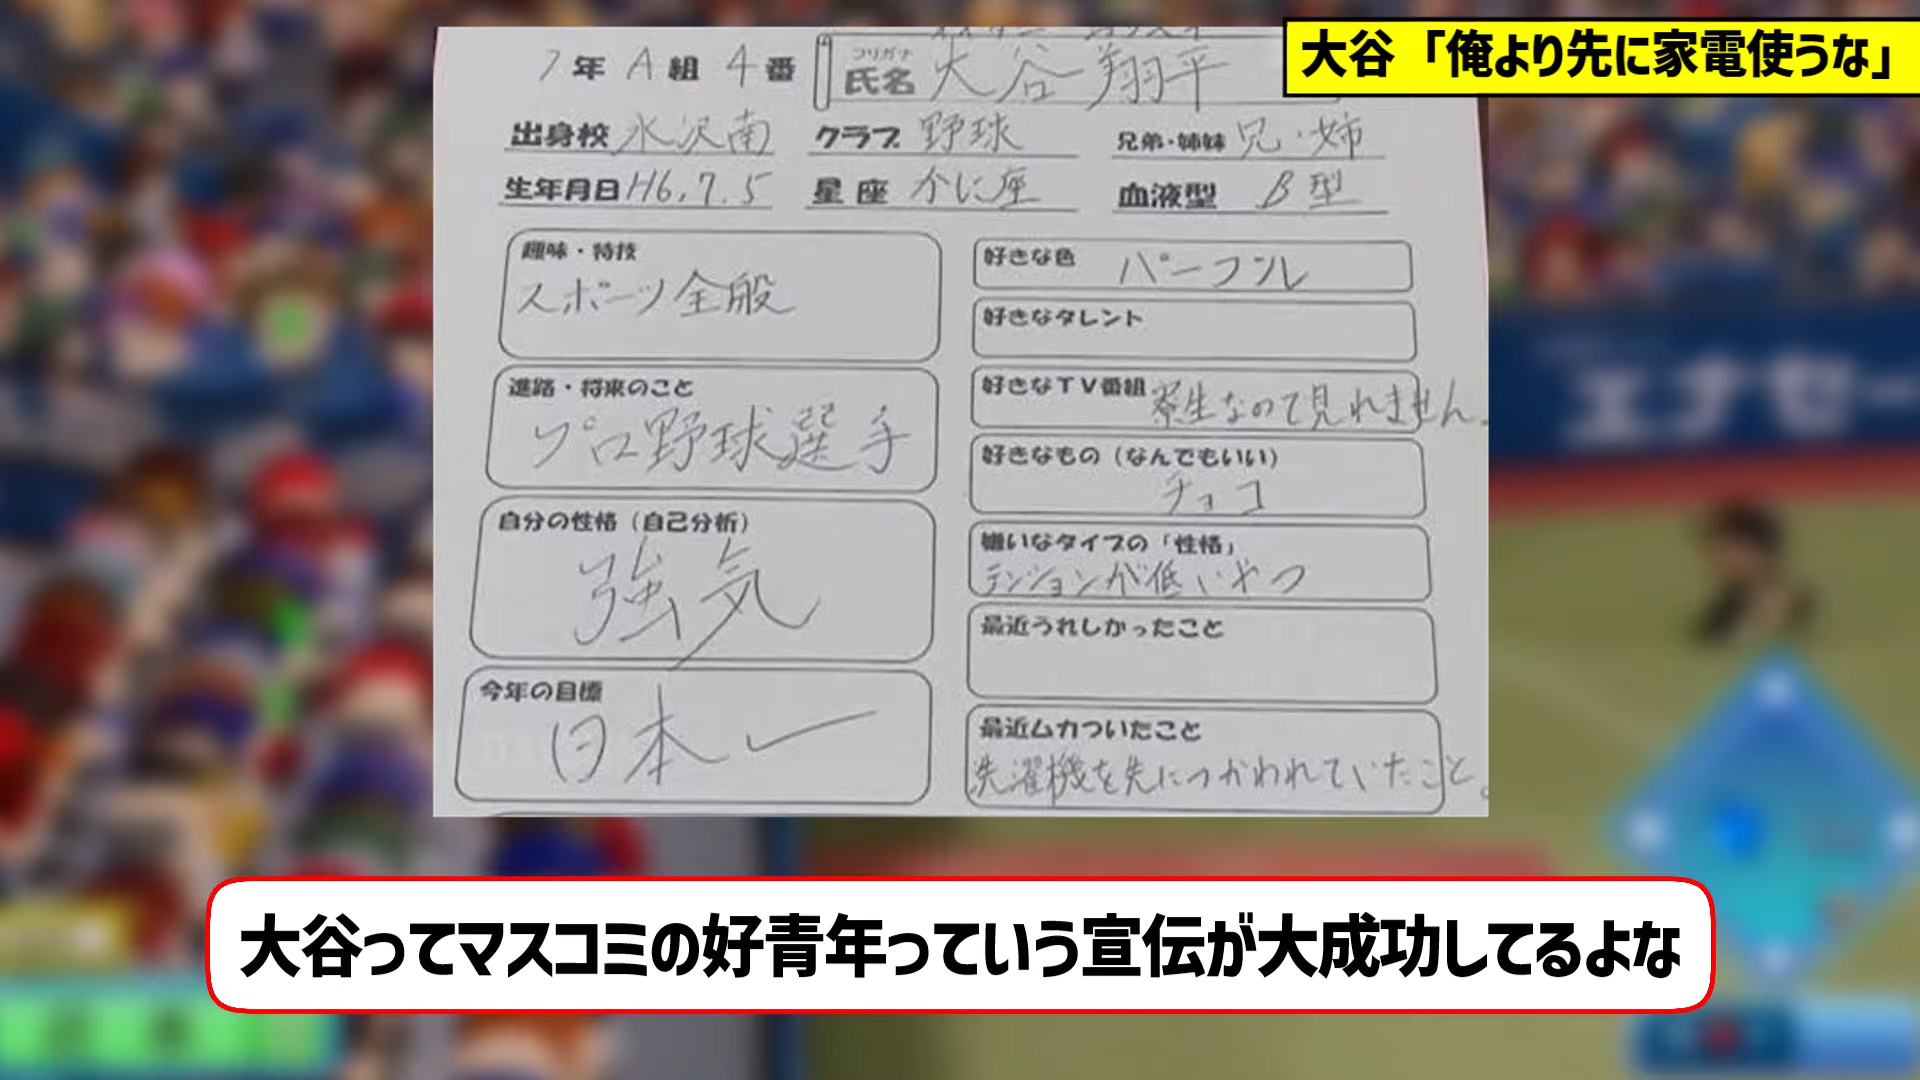 大谷「俺より先に家電使うな」
1年 A組 4番
フリガナ
氏名 大谷翔平
出身校 水沢南 クラブ 野球 兄弟・姉妹 兄・姉
生年月日 H6.7.5 星座 かに座 血液型 B型
趣味・特技
スポーツ全般
進路・将来のこと
プロ野球選手
自分の性格（自己分析）
強気
今年の目標
日本一
好きな色 パープル
好きなタレント
好きなTV番組 寮生なので見れません。
好きなもの（なんでもいい）
チョコ
嫌いなタイプの「性格」
テンションが低いやつ
最近うれしかったこと
最近ムカついたこと
洗濯機を先につかわれていたこと。
エナセー
大谷ってマスコミの好青年っていう宣伝が大成功してるよな